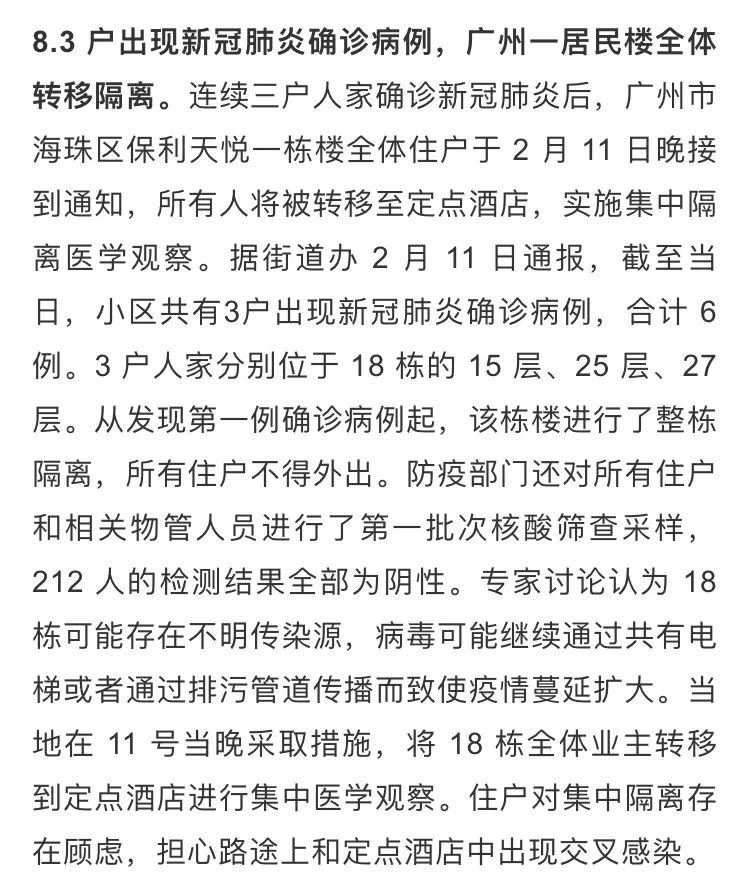 8.3 户出现新冠肺炎确诊病例，广州一居民楼全体
转移隔离。连续三户人家确诊新冠肺炎后，广州市
海珠区保利天悦一栋楼全体住户于 2 月 11 日晚接
到通知，所有人将被转移至定点酒店，实施集中隔
离医学观察。据街道办 2 月 11 日通报，截至当
日，小区共有3户出现新冠肺炎确诊病例，合计 6
例。3 户人家分别位于 18 栋的 15 层、25 层、27
层。从发现第一例确诊病例起，该栋楼进行了整栋
隔离，所有住户不得外出。防疫部门还对所有住户
和相关物管人员进行了第一批次核酸筛查采样，
212 人的检测结果全部为阴性。专家讨论认为 18
栋可能存在不明传染源，病毒可能继续通过共有电
梯或者通过排污管道传播而致使疫情蔓延扩大。当
地在 11 号当晚采取措施，将 18 栋全体业主转移
到定点酒店进行集中医学观察。住户对集中隔离存
在顾虑，担心路途上和定点酒店中出现交叉感染。